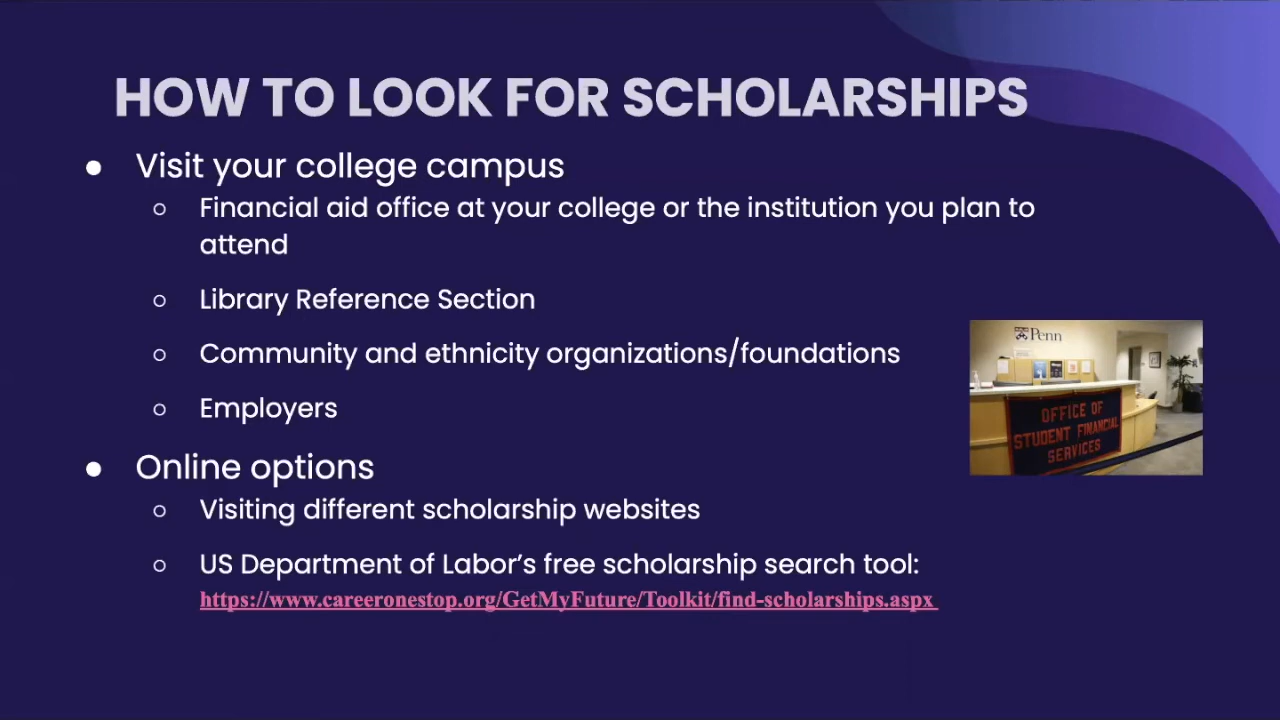 HOW TO LOOK FOR SCHOLARSHIPS
● Visit your college campus
○ Financial aid office at your college or the institution you plan to
attend
○ Library Reference Section
○ Community and ethnicity organizations/foundations
○ Employers
Penn
OFFICE OF
STUDENT FINANCIAL
SERVICES
● Online options
○ Visiting different scholarship websites
○ US Department of Labor’s free scholarship search tool:
https://www.careeronestop.org/GetMyFuture/Toolkit/find-scholarships.aspx